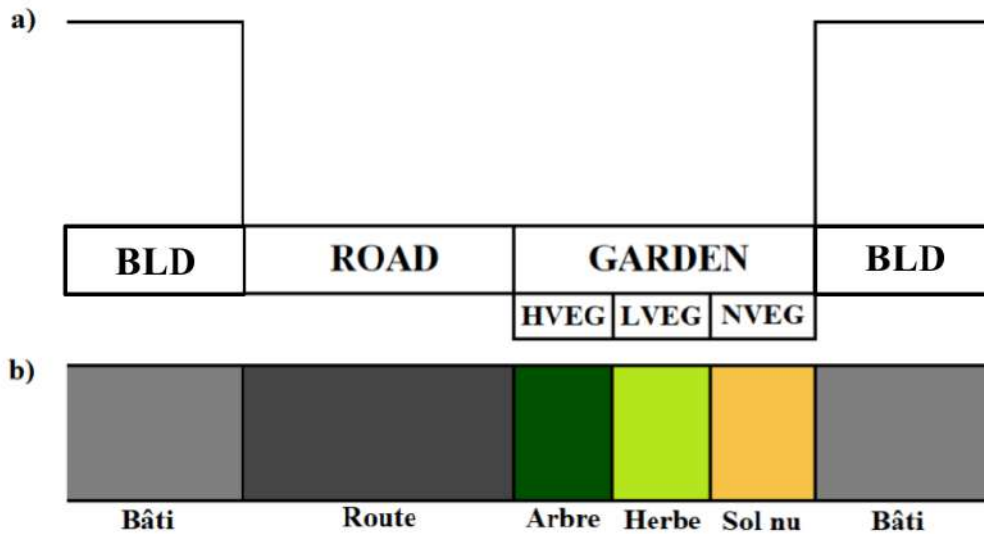 a)
BLD ROAD GARDEN BLD
HVEG LVEG NVEG
b)
Bâti Route Arbre Herbe Sol nu Bâti